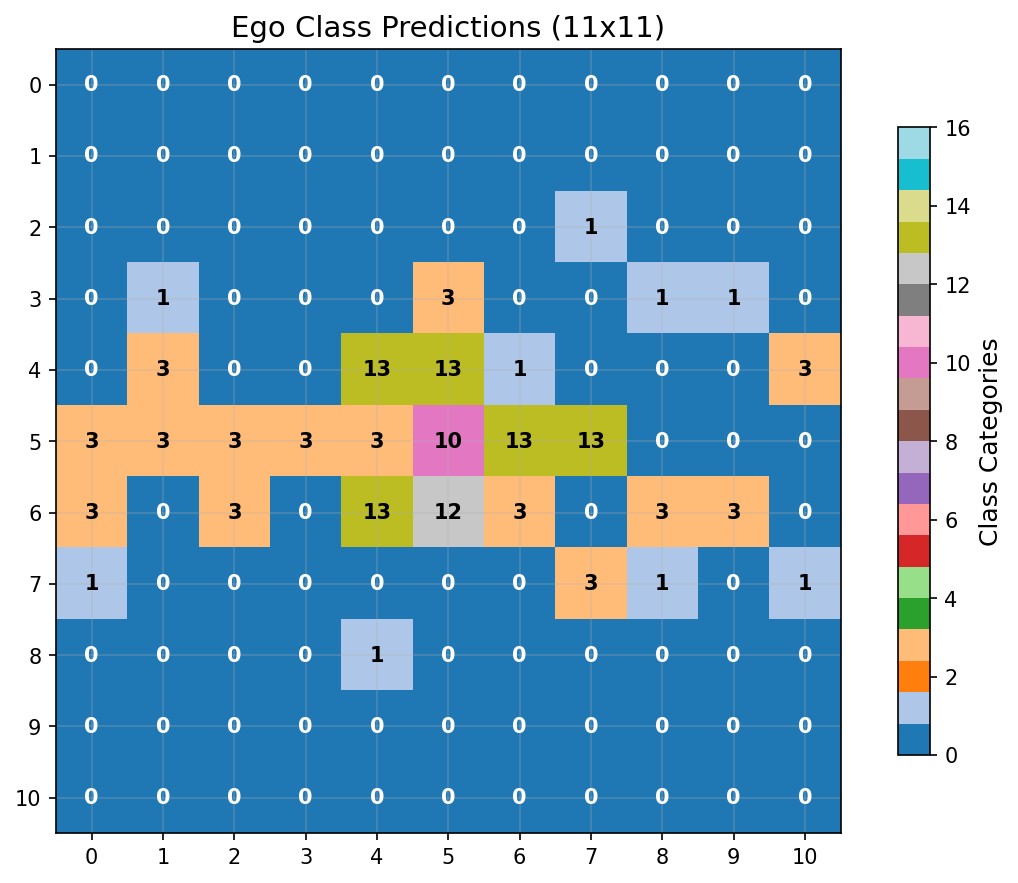 Ego Class Predictions (11x11)
0 0 0 0 0 0 0 0 0 0 0 0
1 0 0 0 0 0 0 0 0 0 0 0
2 0 0 0 0 0 0 0 1 0 0 0
3 0 1 0 0 0 3 0 0 1 1 0
4 0 3 0 0 13 13 1 0 0 0 3
5 3 3 3 3 3 10 13 13 0 0 0
6 3 0 3 0 13 12 3 0 3 3 0
7 1 0 0 0 0 0 0 3 1 0 1
8 0 0 0 0 1 0 0 0 0 0 0
9 0 0 0 0 0 0 0 0 0 0 0
10 0 0 0 0 0 0 0 0 0 0 0
0 1 2 3 4 5 6 7 8 9 10
16
14
12
10
8
6
4
2
0
Class Categories